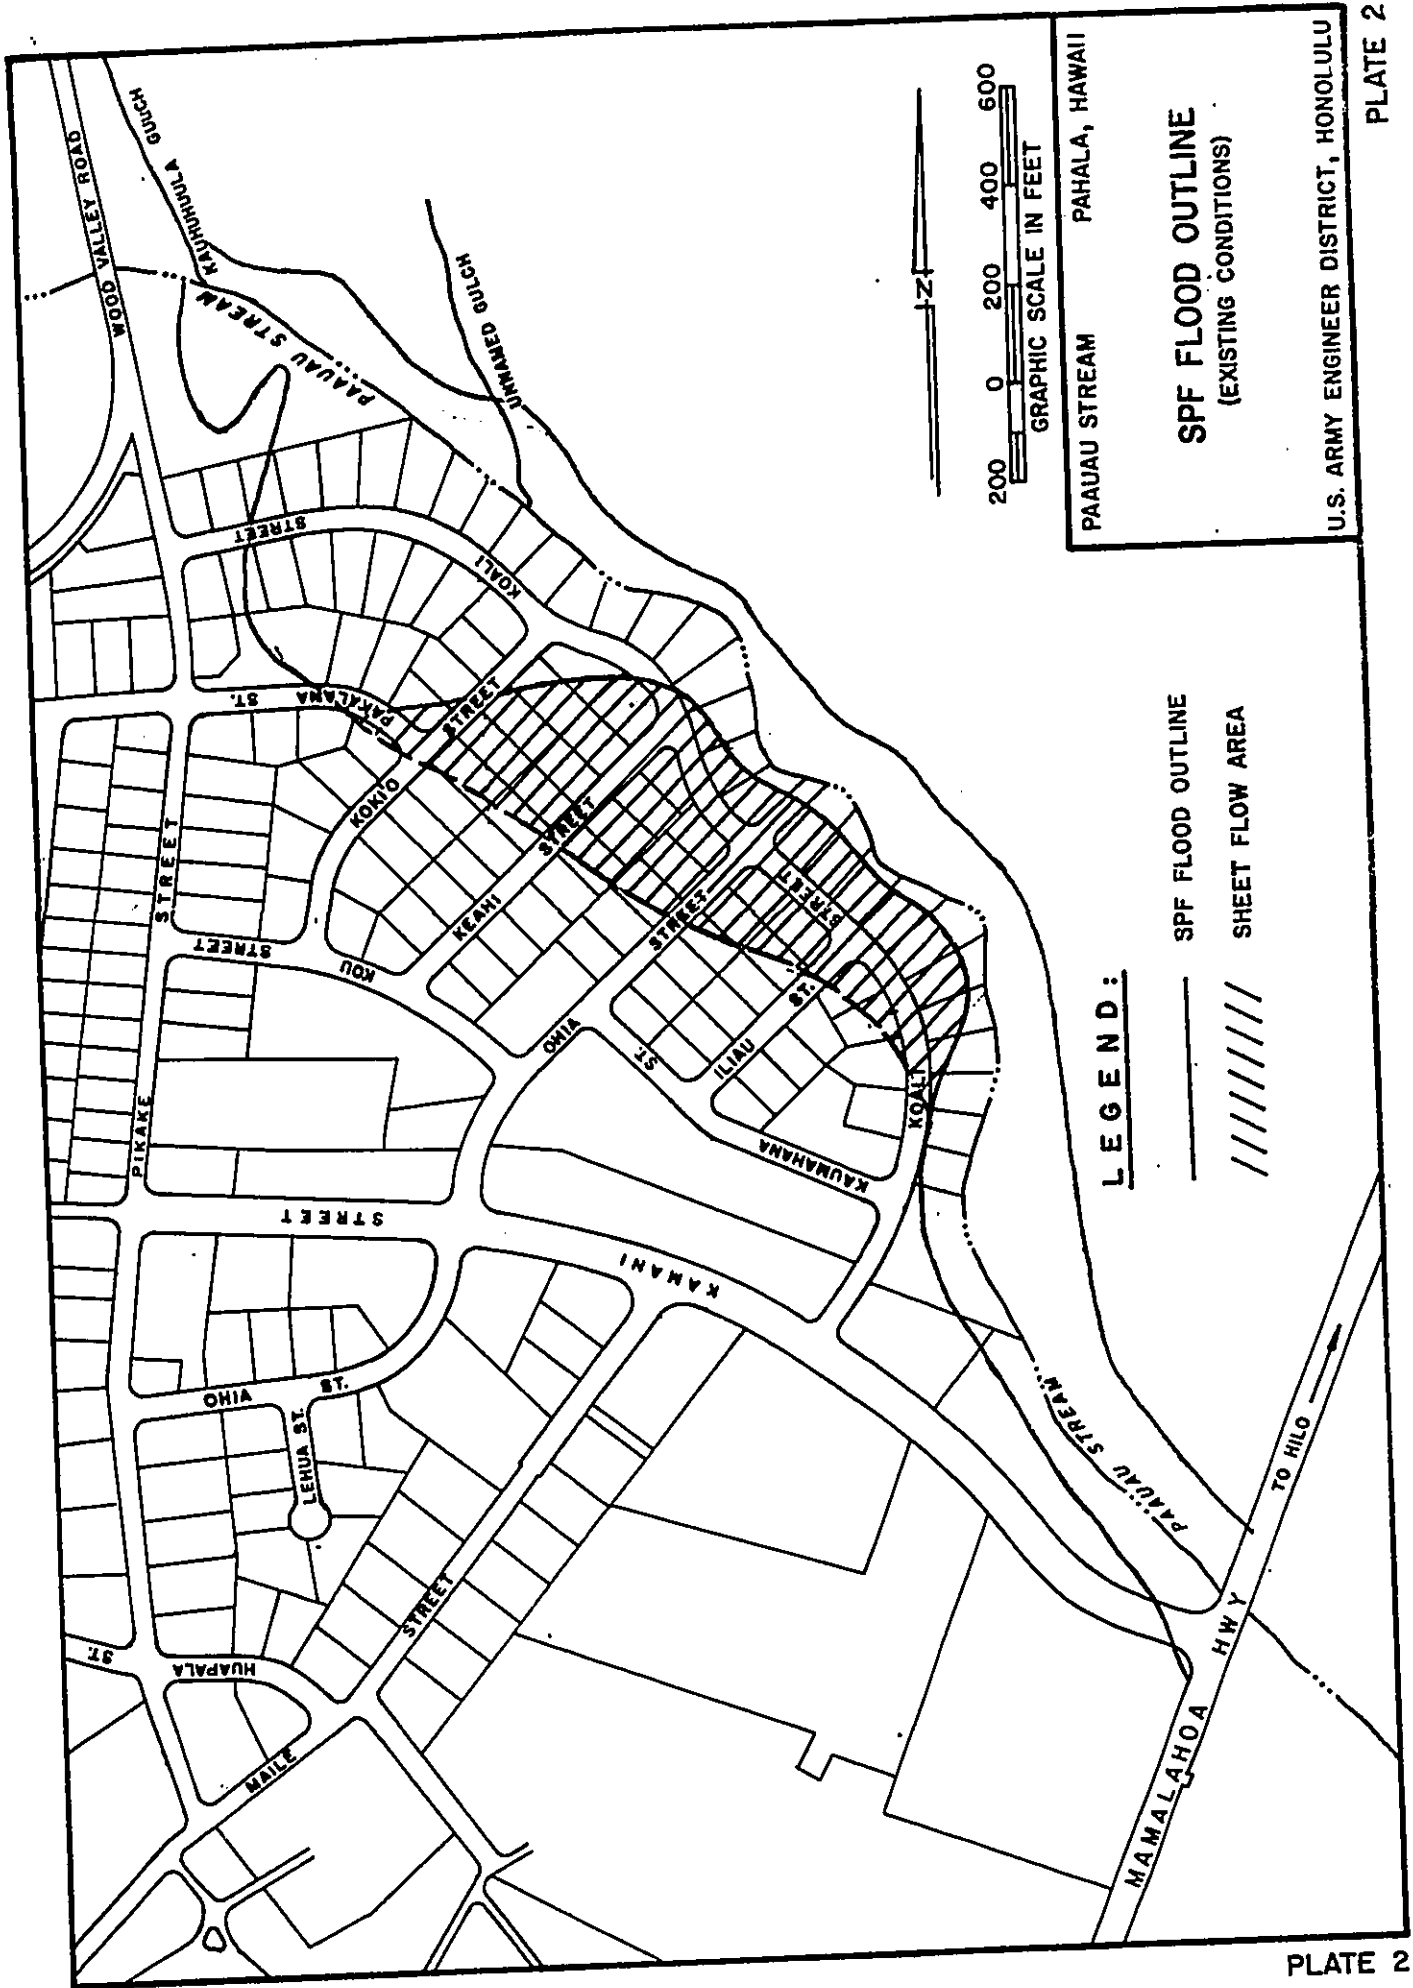 PLATE 2
WOOD VALLEY ROAD
KAUHUHUULA GULCH
PAAUAU STREAM
UNNAMED GULCH
KOALI STREET
PAKALANA ST.
KOKIO STREET
KEAHI STREET
PIKAKE STREET
KOU STREET
OHIA STREET
ILIAU ST.
STREET
KOALI
KAUMAHANA ST.
KAMANI STREET
OHIA ST.
LEHUA ST.
HUAPALA ST.
MAILE STREET
PAAUAU STREAM
MAMALAHOA HWY
TO HILO
LEGEND:
SPF FLOOD OUTLINE
SHEET FLOW AREA
N
200 0 200 400 600
GRAPHIC SCALE IN FEET
PAAUAU STREAM PAHALA, HAWAII
SPF FLOOD OUTLINE
(EXISTING CONDITIONS)
U.S. ARMY ENGINEER DISTRICT, HONOLULU
PLATE 2